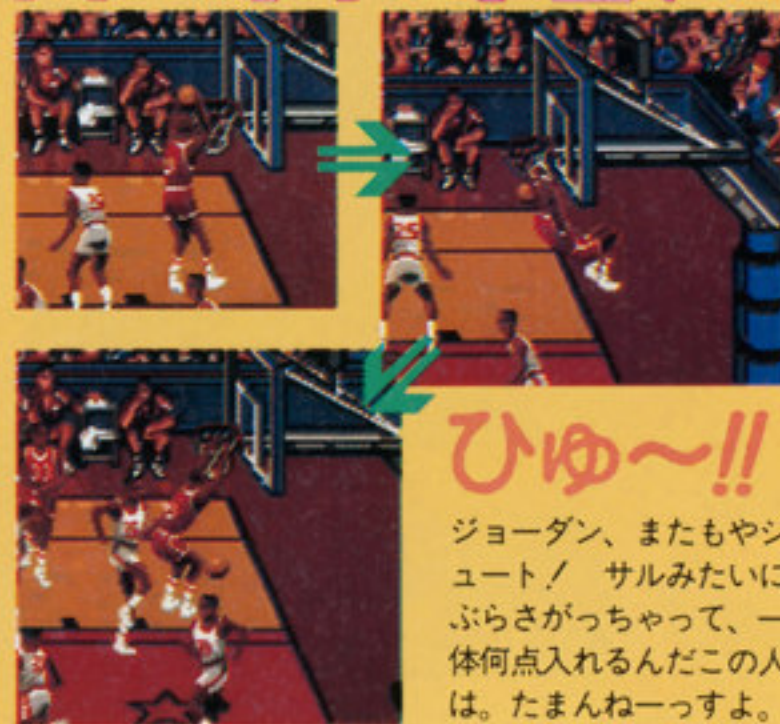 ひゅ〜!!
ジョーダン、またもやシ
ュート! サルみたいに
ぶらさがっちゃって、一
体何点入れるんだこの人
は。たまんねーっすよ。